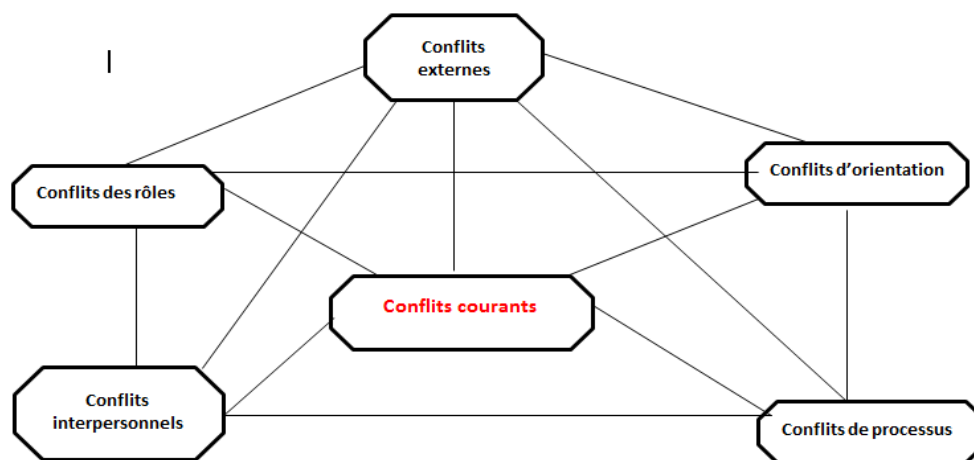 Conflits
externes
Conflits des rôles
Conflits d'orientation
Conflits courants
Conflits
interpersonnels
Conflits de processus